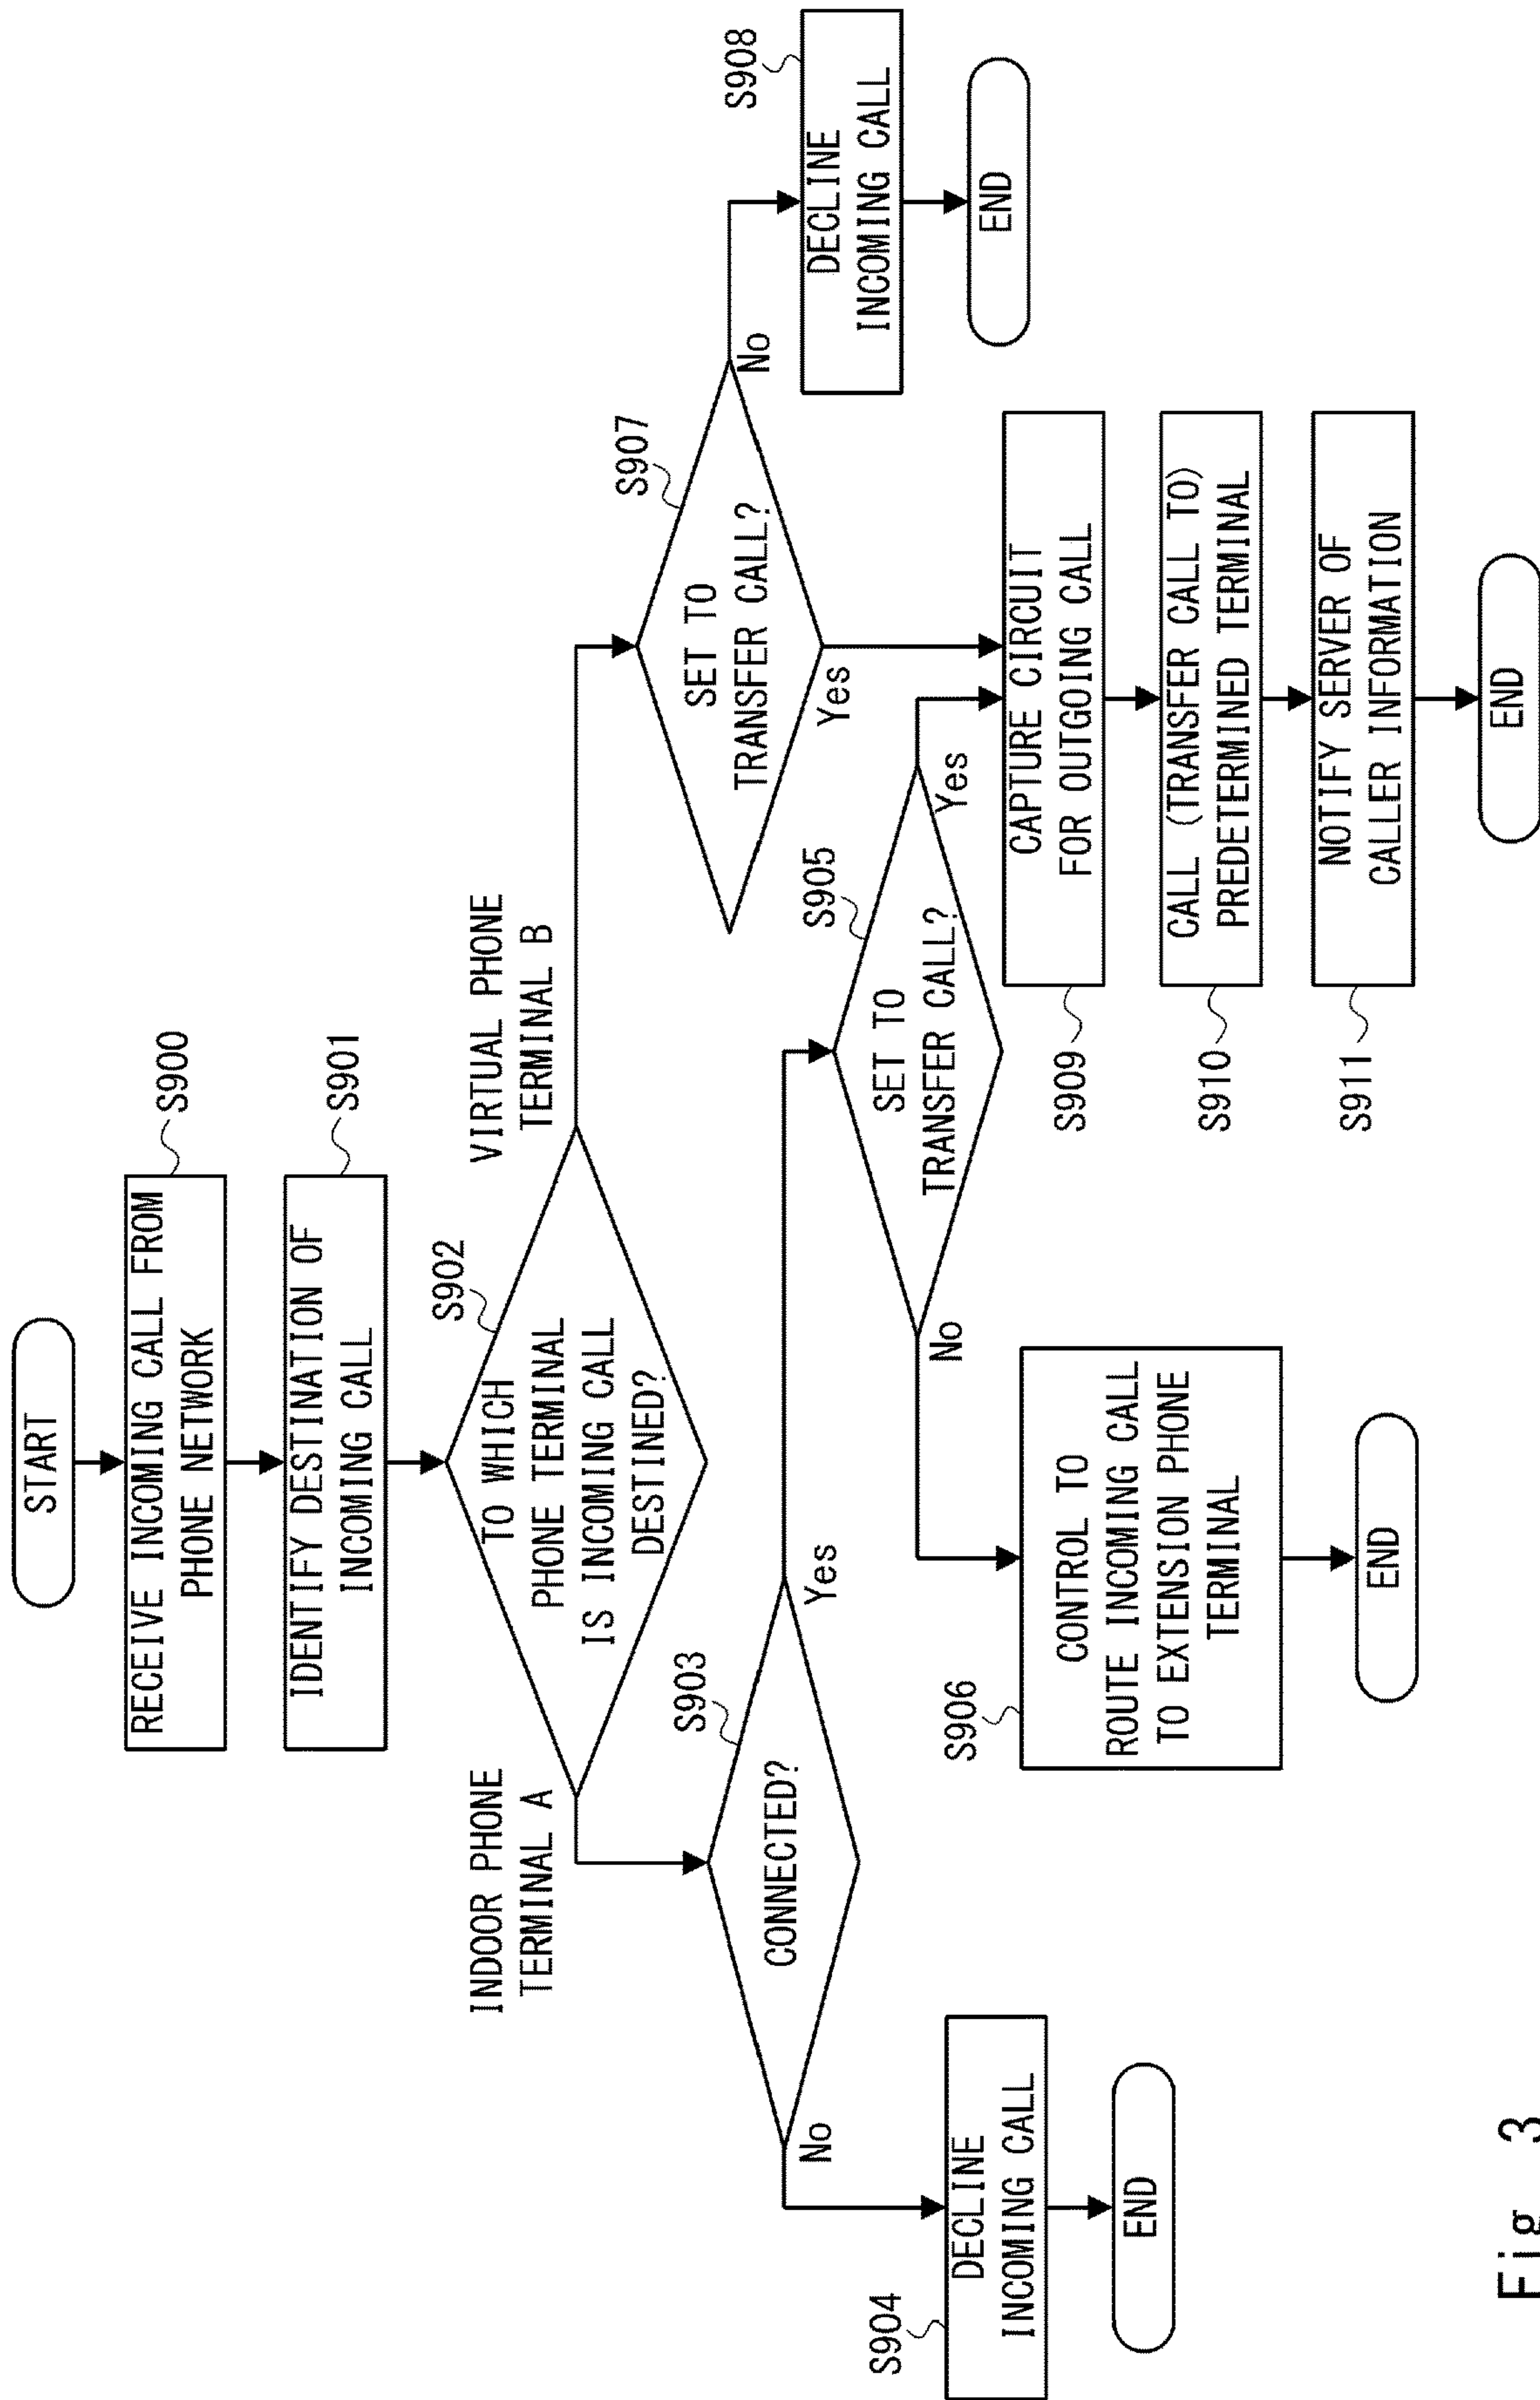 START
RECEIVE INCOMING CALL FROM
PHONE NETWORK
S900
IDENTIFY DESTINATION OF
INCOMING CALL
S901
TO WHICH
PHONE TERMINAL
IS INCOMING CALL
DESTINED?
S902
INDOOR PHONE
TERMINAL A
VIRTUAL PHONE
TERMINAL B
CONNECTED?
S903
No
Yes
DECLINE
INCOMING CALL
S904
END
SET TO
TRANSFER CALL?
S905
No
Yes
CONTROL TO
ROUTE INCOMING CALL
TO EXTENSION PHONE
TERMINAL
S906
END
SET TO
TRANSFER CALL?
S907
Yes
No
DECLINE
INCOMING CALL
S908
END
CAPTURE CIRCUIT
FOR OUTGOING CALL
S909
CALL (TRANSFER CALL TO)
PREDETERMINED TERMINAL
S910
NOTIFY SERVER OF
CALLER INFORMATION
S911
END
Fig. 3